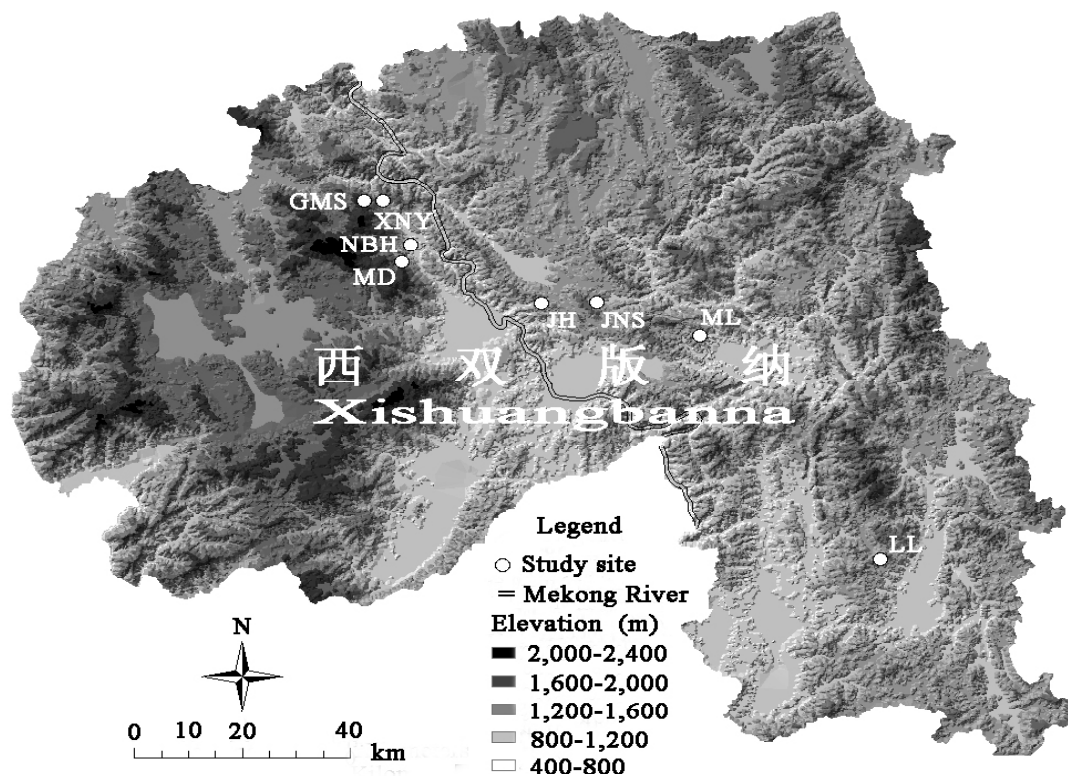 GMS
XNY
NBH
MD
JH
JNS
ML
西双版纳
Xishuangbanna
LL
Legend
Study site
Mekong River
Elevation (m)
2,000-2,400
1,600-2,000
1,200-1,600
800-1,200
400-800
N
0 10 20 40
km